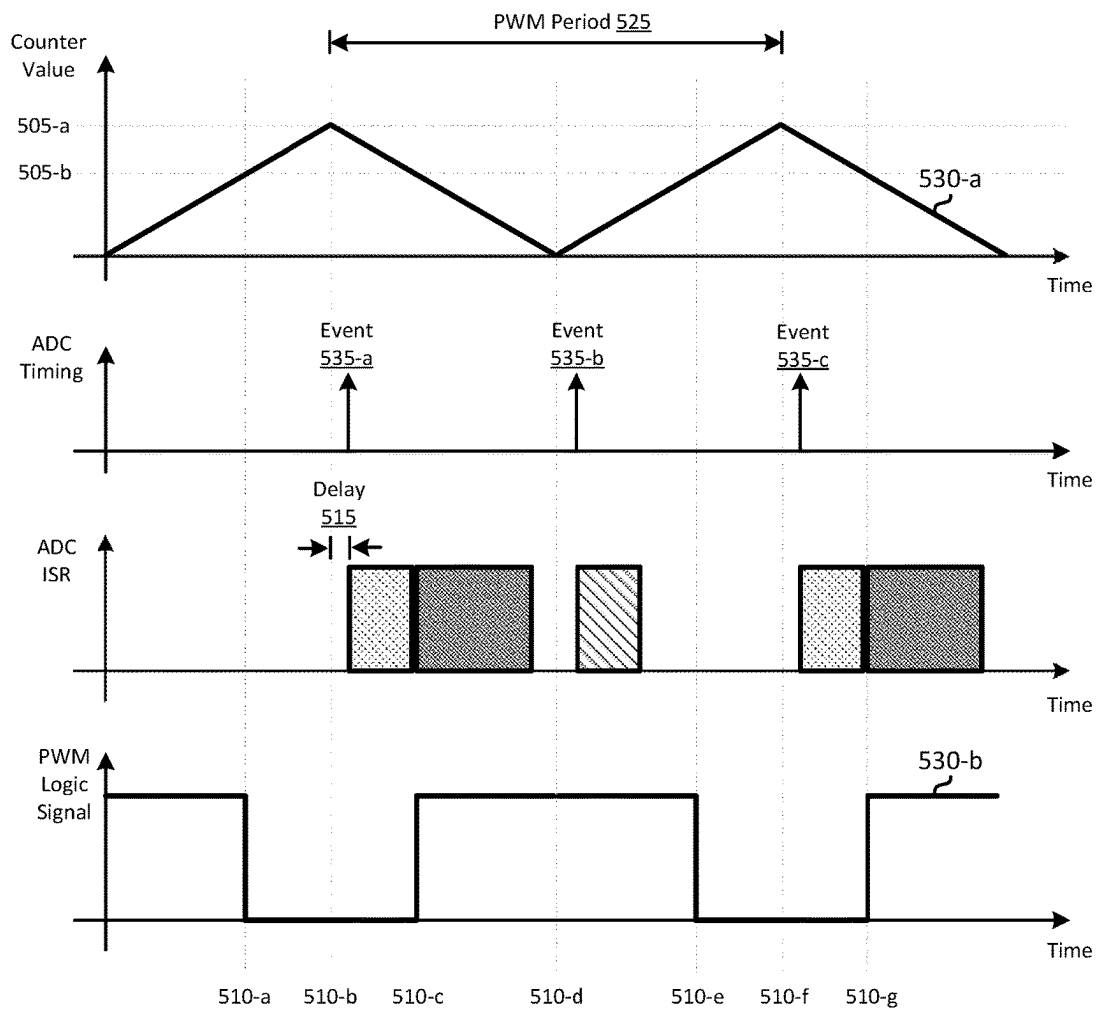 PWM Period 525
Counter
Value
505-a
505-b
530-a
Time
ADC
Timing
Event
535-a
Event
535-b
Event
535-c
Time
Delay
515
ADC
ISR
Time
PWM
Logic
Signal
530-b
Time
510-a 510-b 510-c 510-d 510-e 510-f 510-g